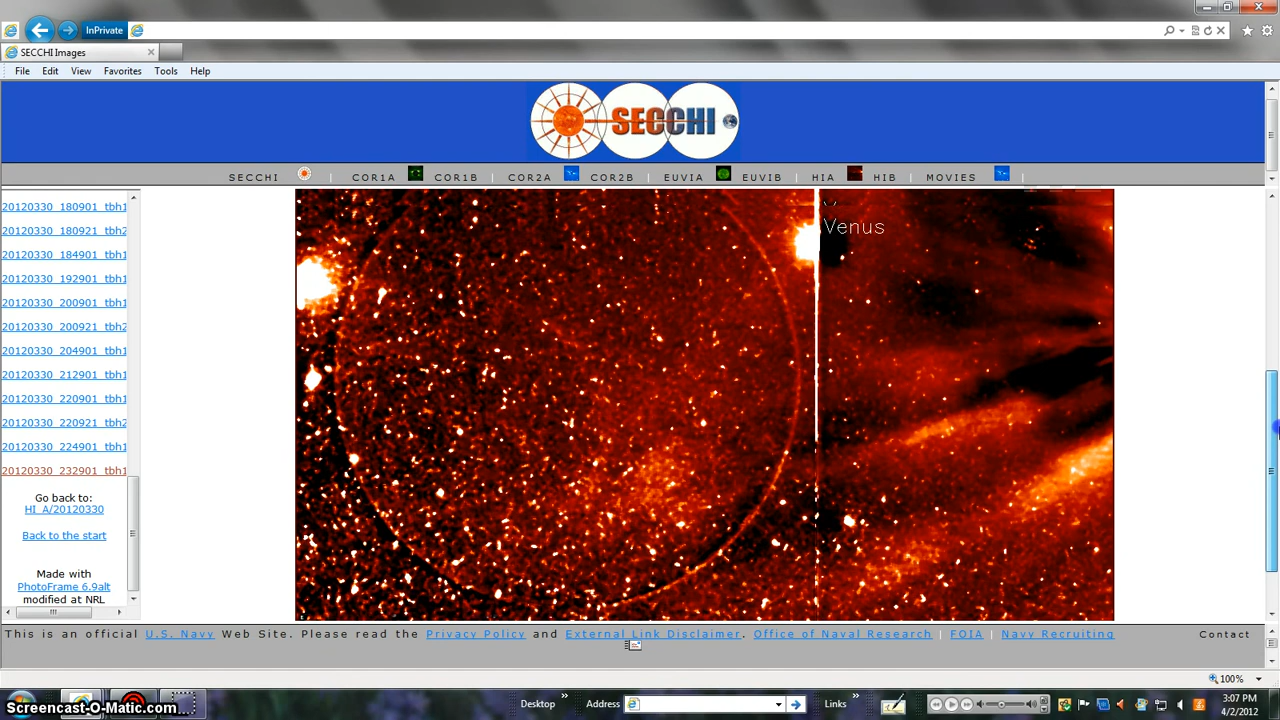 InPrivate
SECCHI Images
File Edit View Favorites Tools Help
SECCHI
SECCHI | COR1A COR1B | COR2A COR2B | EUVIA EUVIB | HIA HIB | MOVIES |
20120330_180901_tbh1
20120330_180921_tbh2
20120330_184901_tbh1
20120330_192901_tbh1
20120330_200901_tbh1
20120330_200921_tbh2
20120330_204901_tbh1
20120330_212901_tbh1
20120330_220901_tbh1
20120330_220921_tbh2
20120330_224901_tbh1
20120330_232901_tbh1
Go back to:
HI_A/20120330
Back to the start
Made with
PhotoFrame 6.9alt
modified at NRL
Venus
This is an official U.S. Navy Web Site. Please read the Privacy Policy and External Link Disclaimer. Office of Naval Research | FOIA | Navy Recruiting
Contact
100%
Screencast-O-Matic.com
Desktop
Address
Links
3:07 PM
4/2/2012